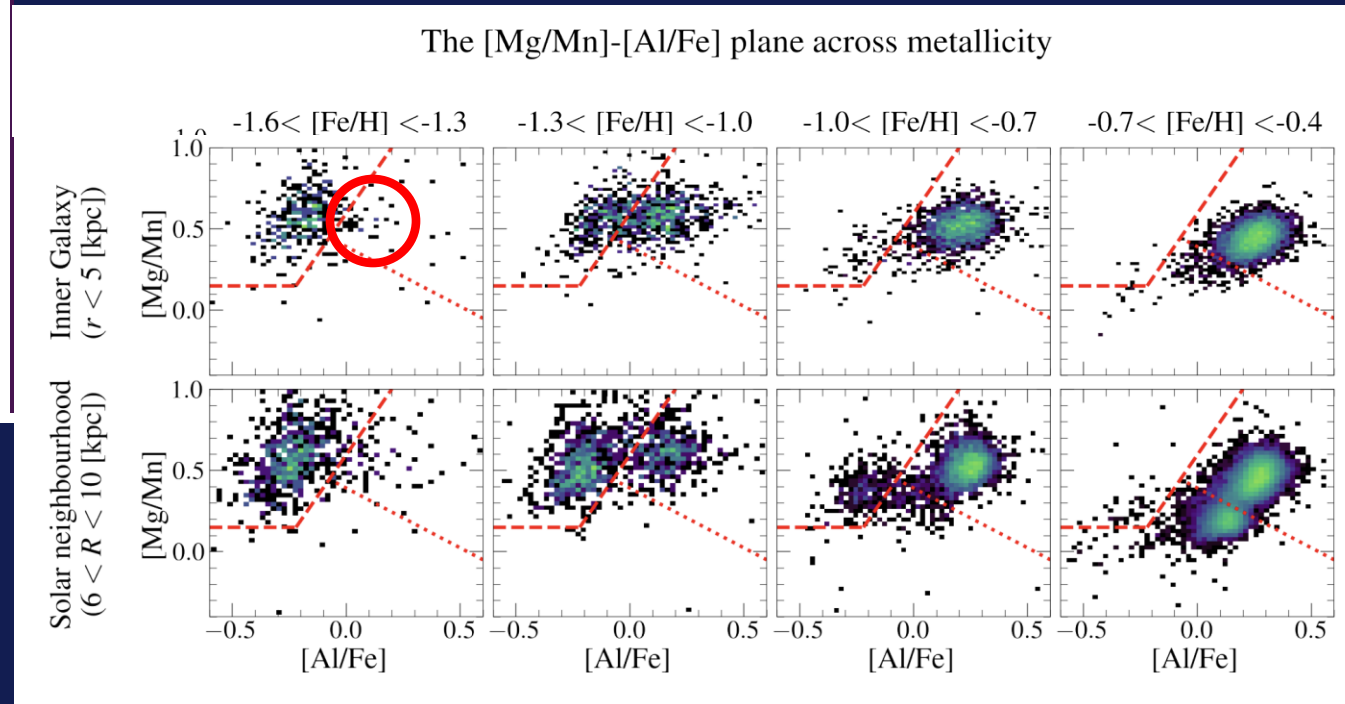 The [Mg/Mn]-[Al/Fe] plane across metallicity
-1.6< [Fe/H] <-1.3
-1.3< [Fe/H] <-1.0
-1.0< [Fe/H] <-0.7
-0.7< [Fe/H] <-0.4
Inner Galaxy
(r < 5 [kpc])
[Mg/Mn]
1.0
0.5
0.0
Solar neighbourhood
(6 < R < 10 [kpc])
[Mg/Mn]
1.0
0.5
0.0
−0.5 0.0 0.5
−0.5 0.0 0.5
−0.5 0.0 0.5
−0.5 0.0 0.5
[Al/Fe]
[Al/Fe]
[Al/Fe]
[Al/Fe]